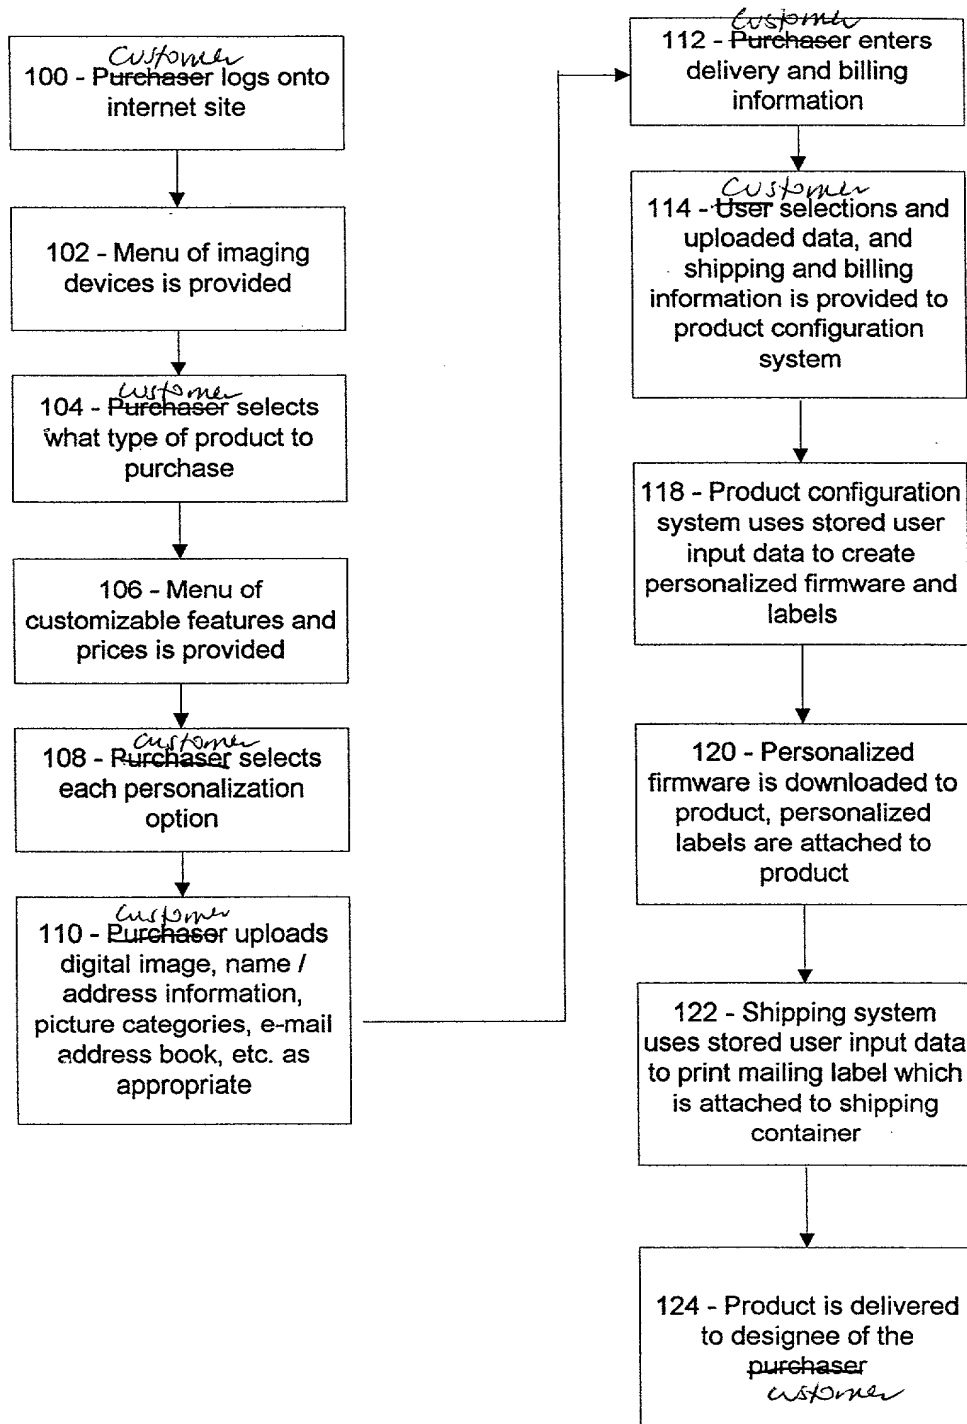 Customer
100 - Purchaser logs onto
internet site
102 - Menu of imaging
devices is provided
customer
104 - Purchaser selects
what type of product to
purchase
106 - Menu of
customizable features and
prices is provided
customer
108 - Purchaser selects
each personalization
option
customer
110 - Purchaser uploads
digital image, name /
address information,
picture categories, e-mail
address book, etc. as
appropriate
Customer
112 - Purchaser enters
delivery and billing
information
Customer
114 - User selections and
uploaded data, and
shipping and billing
information is provided to
product configuration
system
118 - Product configuration
system uses stored user
input data to create
personalized firmware and
labels
120 - Personalized
firmware is downloaded to
product, personalized
labels are attached to
product
122 - Shipping system
uses stored user input data
to print mailing label which
is attached to shipping
container
124 - Product is delivered
to designee of the
purchaser
customer